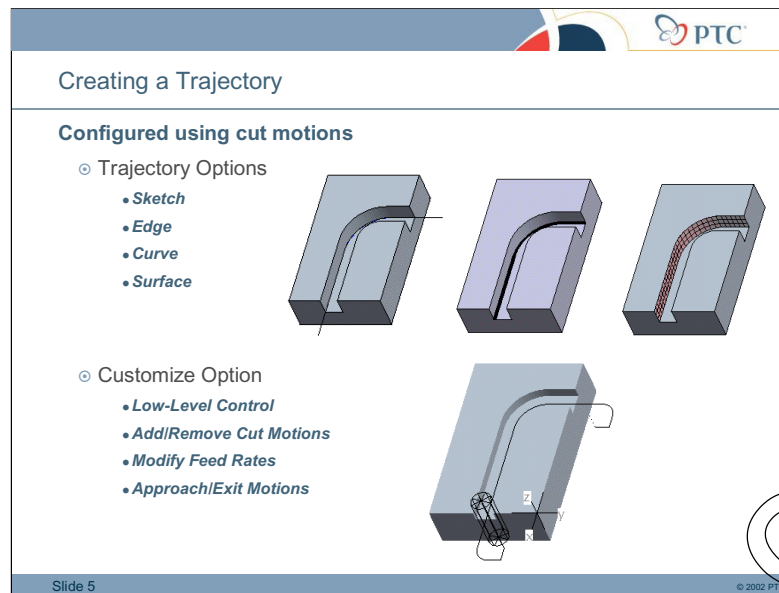 PTC
Creating a Trajectory
Configured using cut motions
Trajectory Options
Sketch
Edge
Curve
Surface
Customize Option
Low-Level Control
Add/Remove Cut Motions
Modify Feed Rates
Approach/Exit Motions
z
y
x
Slide 5
© 2002 PT